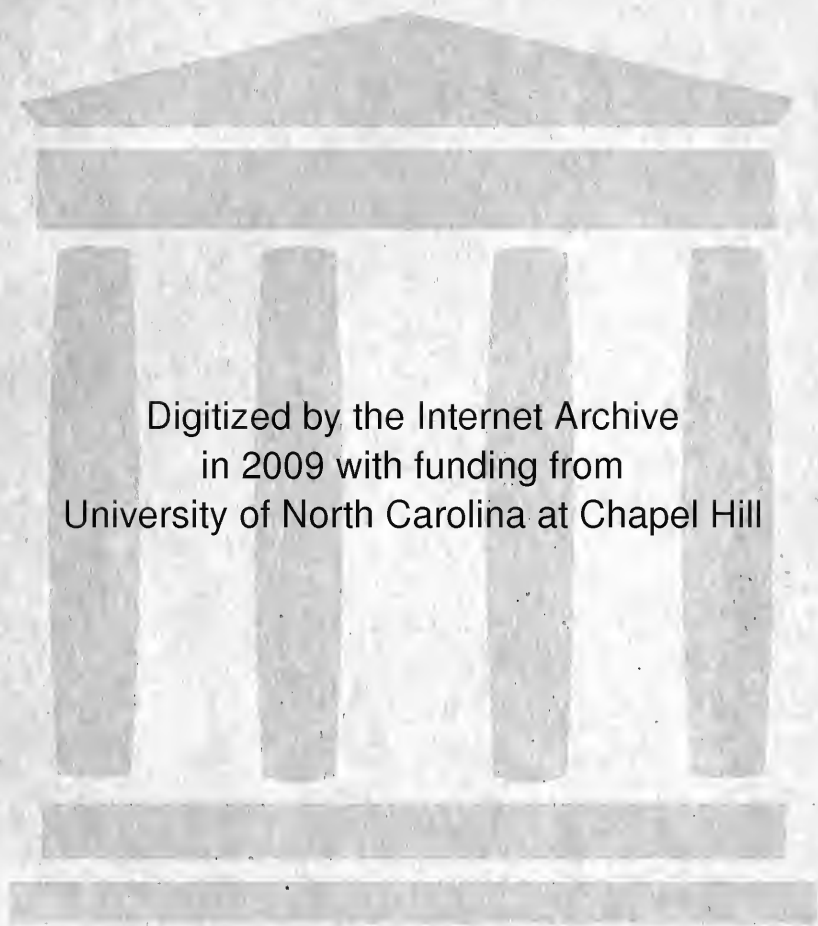 Digitized by the Internet Archive
in 2009 with funding from
University of North Carolina at Chapel Hill